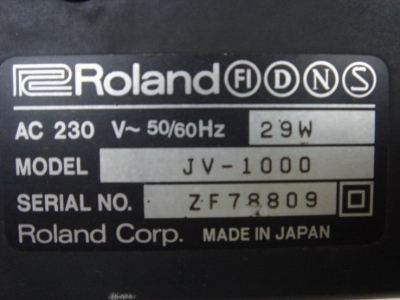 Roland FI D N S
AC 230 V~ 50/60Hz 29W
MODEL JV-1000
SERIAL NO. ZF78809
Roland Corp. MADE IN JAPAN